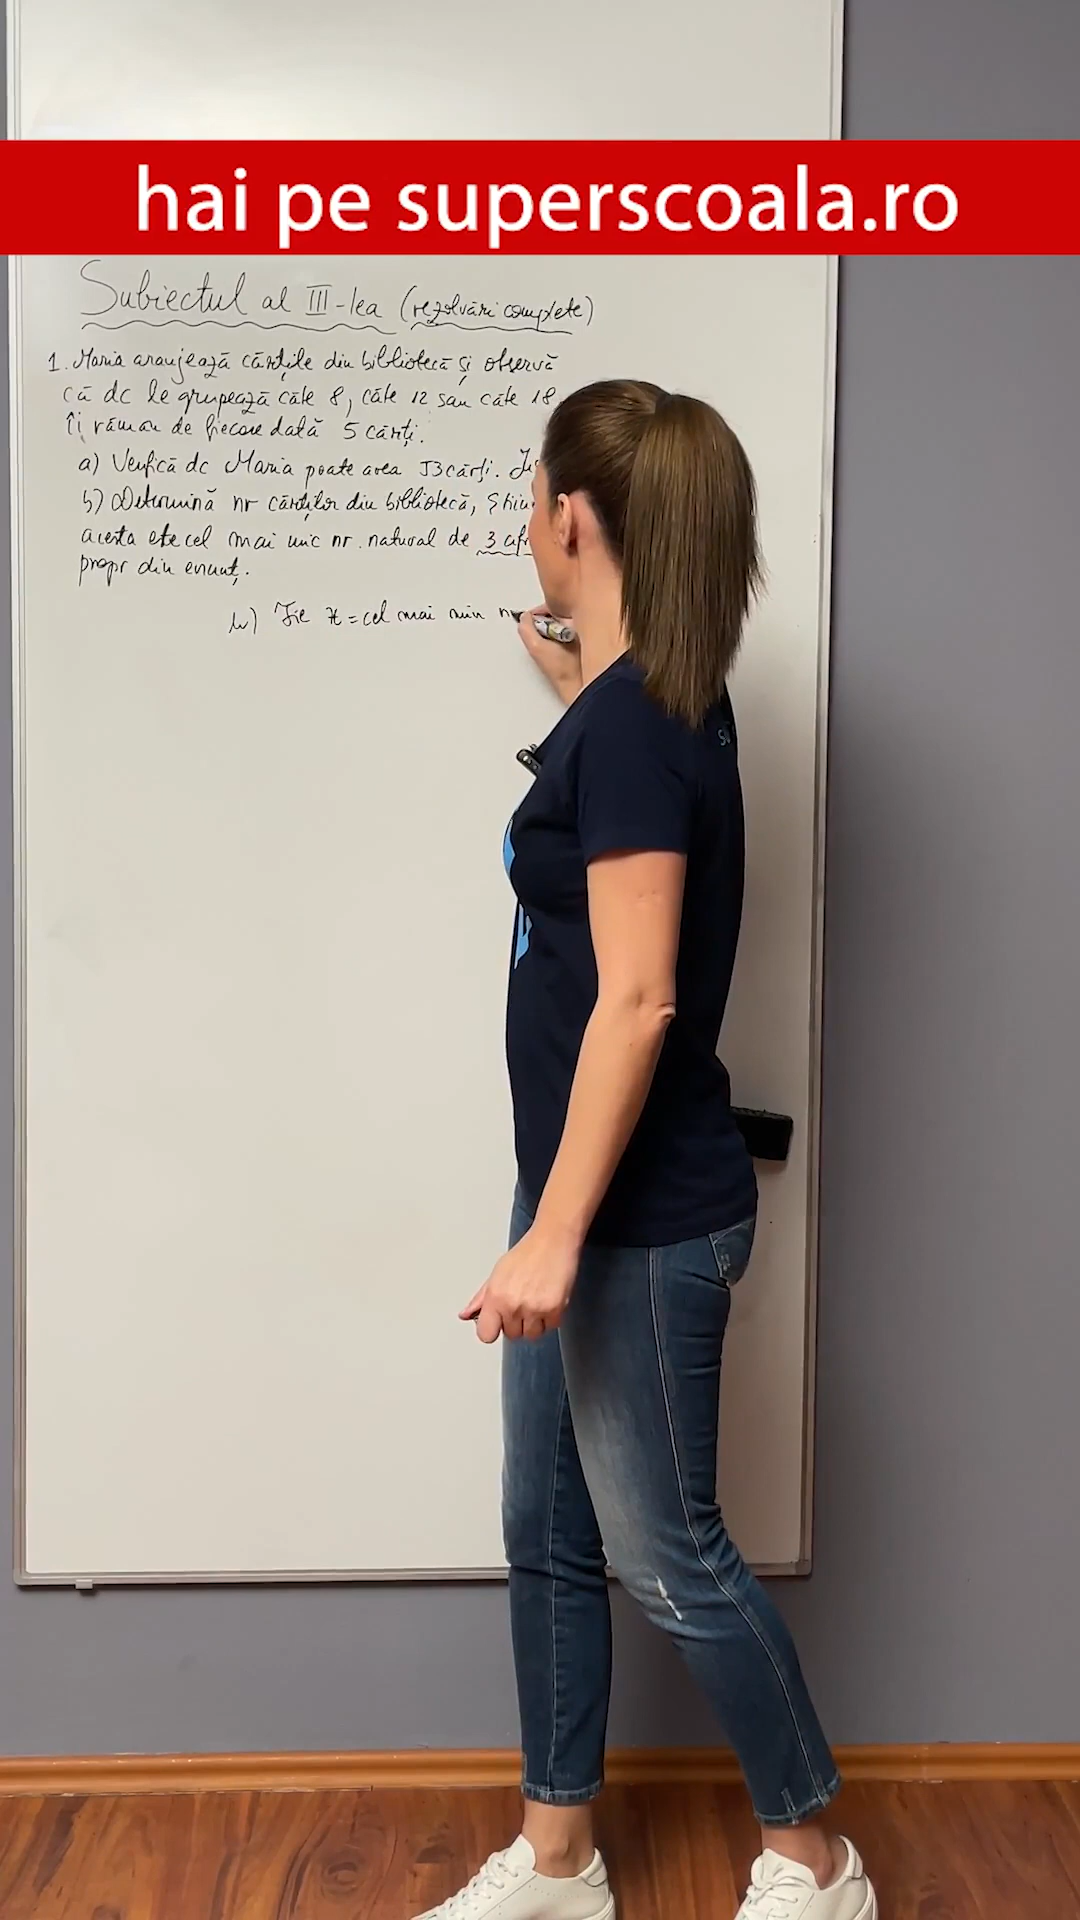 hai pe superscoala.ro
Subiectul al III-lea (rezolvări complete)
1. Maria aranjează cărțile din bibliotecă și observă
că dc le grupează câte 8, câte 12 sau câte 18
îi rămân de fiecare dată 5 cărți.
a) Verifică dc Maria poate avea 53 cărți.
b) Determină nr cărților din bibliotecă,
acesta este cel mai mic nr. natural de 3
propr din enunț.
b) Fie x = cel mai mic